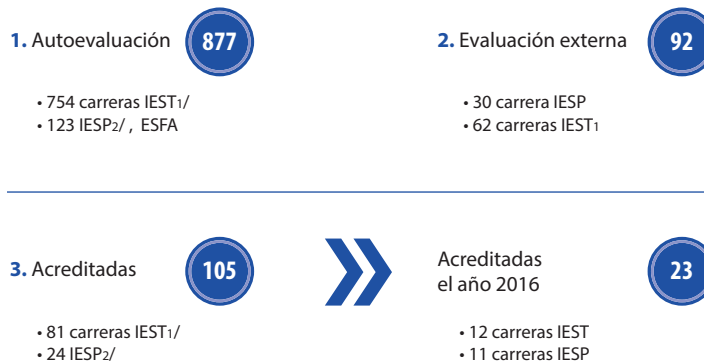 1. Autoevaluación 877
• 754 carreras IEST1/
• 123 IESP2/ , ESFA
2. Evaluación externa 92
• 30 carrera IESP
• 62 carreras IEST1
3. Acreditadas 105
• 81 carreras IEST1/
• 24 IESP2/
Acreditadas
el año 2016 23
• 12 carreras IEST
• 11 carreras IESP